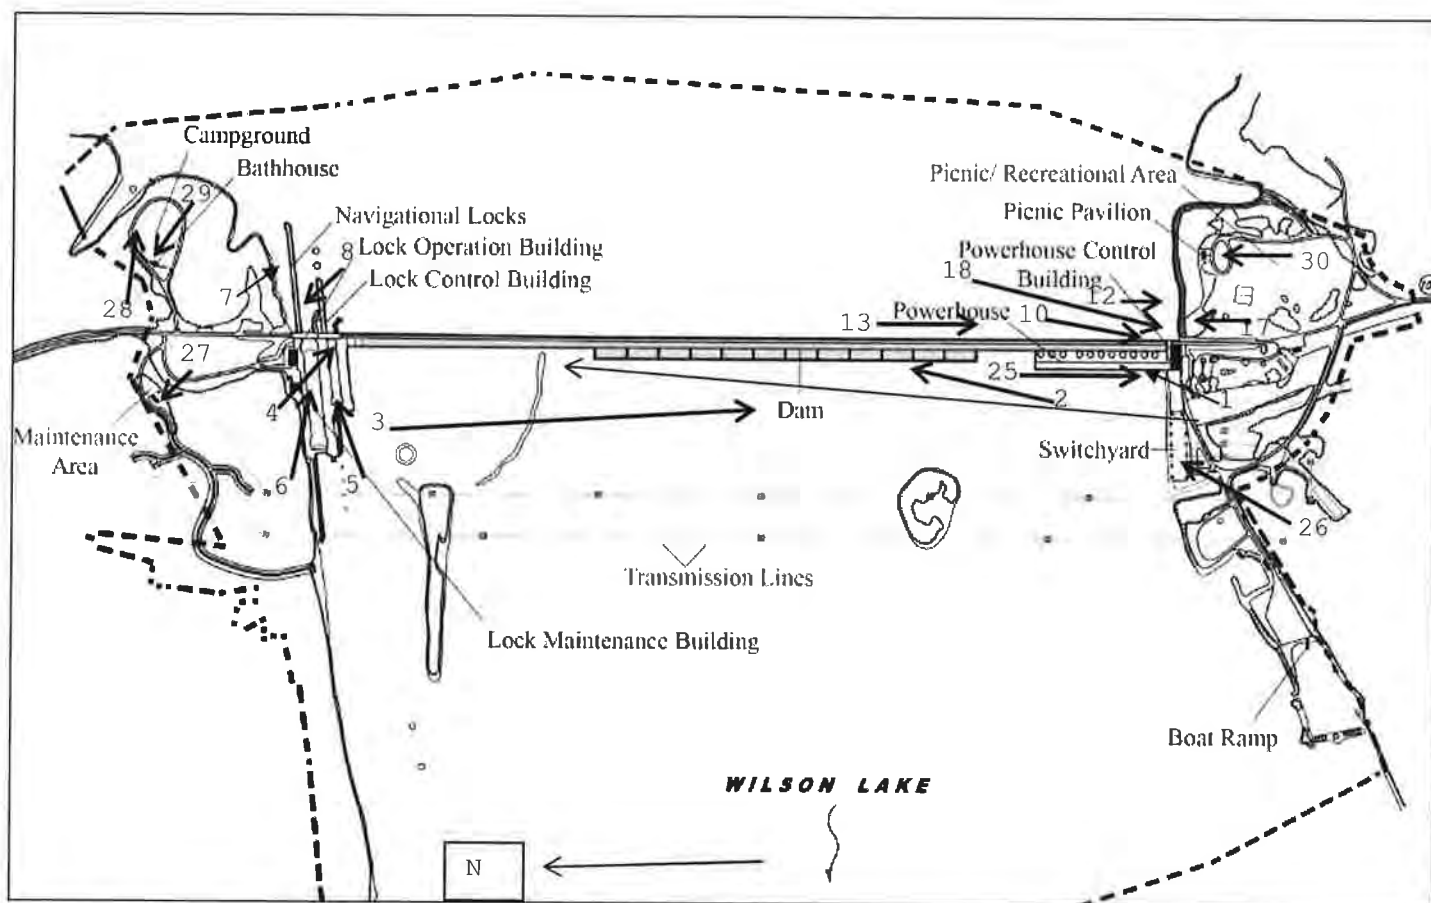 Campground
Bathhouse
29
Navigational Locks
8
Lock Operation Building
Lock Control Building
7
28
27
4
3
Maintenance
Area
6
5
Picnic/ Recreational Area
Picnic Pavilion
Powerhouse Control
Building
18
30
12
Powerhouse
10
13
17
25
2
1
Dam
Switchyard
26
Transmission Lines
Lock Maintenance Building
Boat Ramp
WILSON LAKE
N